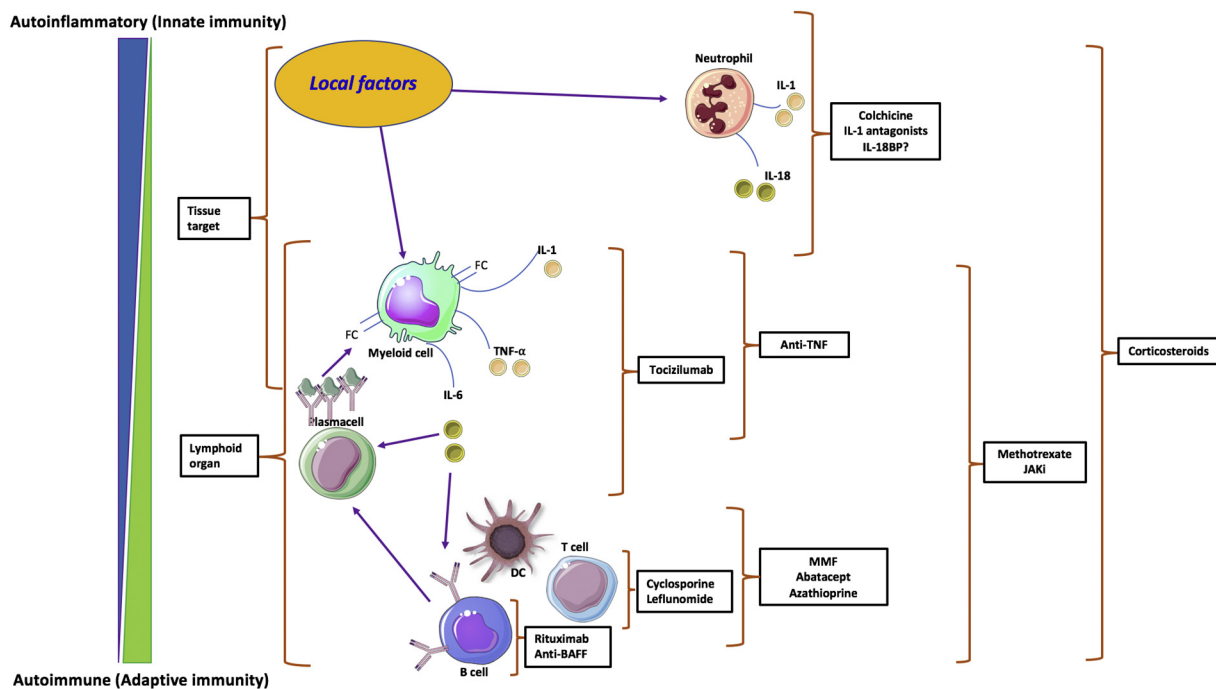 Autoinflammatory (Innate immunity)
Local factors
Neutrophil
IL-1
IL-18
Colchicine
IL-1 antagonists
IL-18BP?
Tissue
target
FC
IL-1
FC
Myeloid cell
TNF-α
IL-6
Tocizilumab
Anti-TNF
Corticosteroids
Plasmacell
Lymphoid
organ
Methotrexate
JAKi
DC
T cell
Cyclosporine
Leflunomide
MMF
Abatacept
Azathioprine
Rituximab
Anti-BAFF
B cell
Autoimmune (Adaptive immunity)